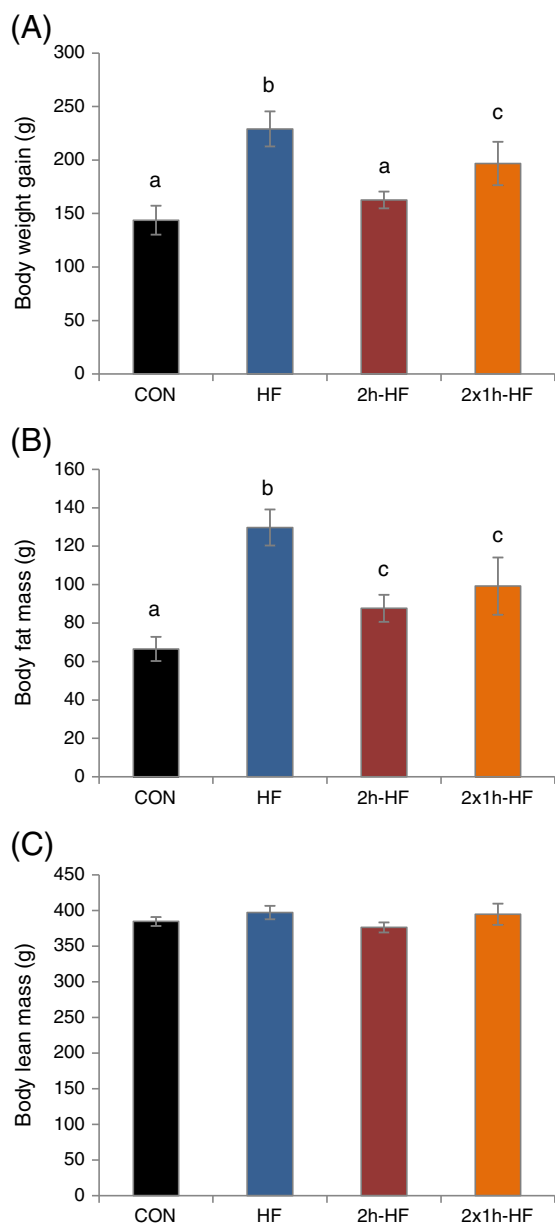 (A)
Body weight gain (g)
300
250
200
150
100
50
0
a
b
a
c
CON HF 2h-HF 2x1h-HF
(B)
Body fat mass (g)
160
140
120
100
80
60
40
20
0
a
b
c
c
CON HF 2h-HF 2x1h-HF
(C)
Body lean mass (g)
450
400
350
300
250
200
150
100
50
0
CON HF 2h-HF 2x1h-HF